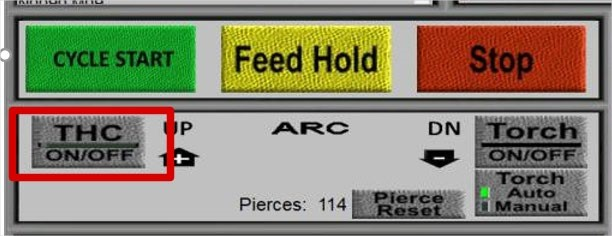 CYCLE START
Feed Hold
Stop
THC
ON/OFF
UP
ARC
DN
Torch
ON/OFF
Torch
Auto
Manual
Pierces: 114
Pierce
Reset